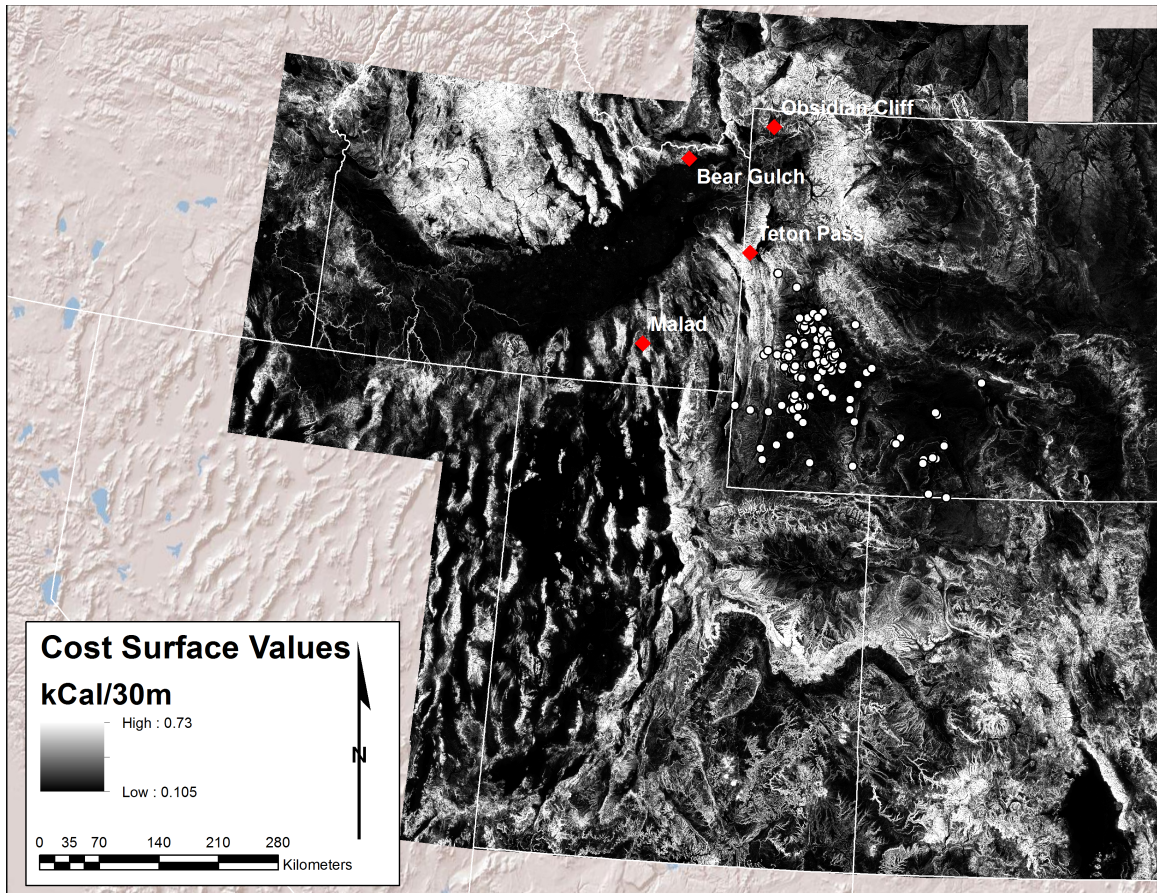 Obsidian Cliff
Bear Gulch
Teton Pass
Malad
Cost Surface Values
kCal/30m
High : 0.73
Low : 0.105
N
0 35 70 140 210 280
Kilometers